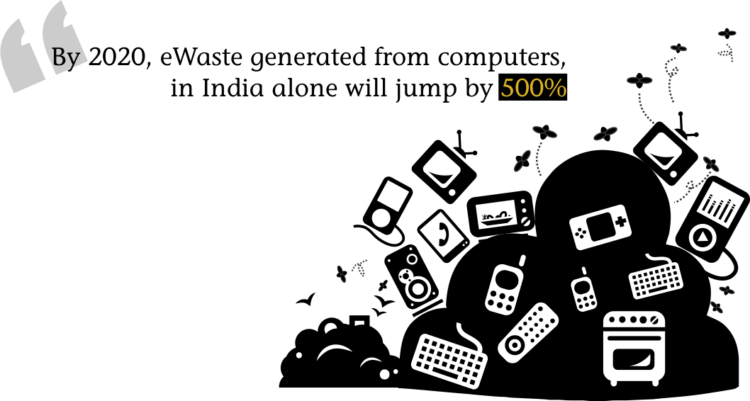 By 2020, eWaste generated from computers,
in India alone will jump by 500%